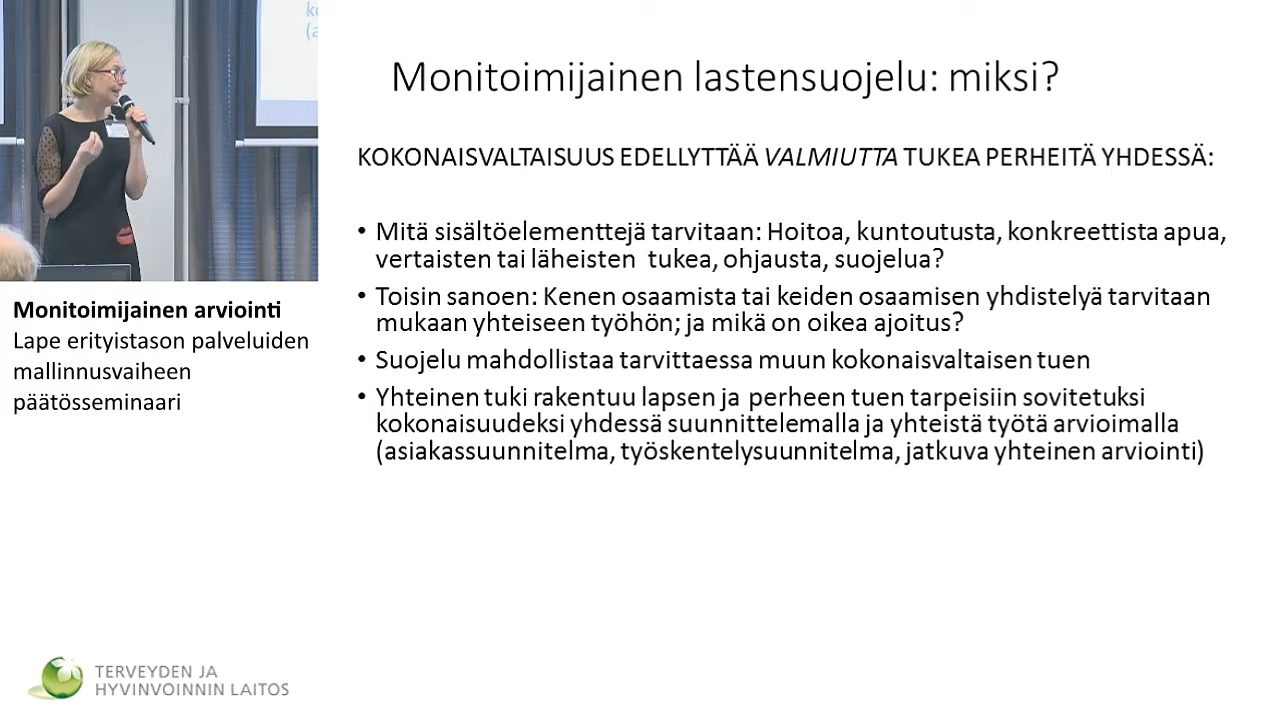 Monitoimijainen lastensuojelu: miksi?
KOKONAISVALTAISUUS EDELLYTTÄÄ VALMIUTTA TUKEA PERHEITÄ YHDESSÄ:
• Mitä sisältöelementtejä tarvitaan: Hoitoa, kuntoutusta, konkreettista apua,
vertaisten tai läheisten tukea, ohjausta, suojelua?
• Toisin sanoen: Kenen osaamista tai keiden osaamisen yhdistelyä tarvitaan
mukaan yhteiseen työhön; ja mikä on oikea ajoitus?
• Suojelu mahdollistaa tarvittaessa muun kokonaisvaltaisen tuen
• Yhteinen tuki rakentuu lapsen ja perheen tuen tarpeisiin sovitetuksi
kokonaisuudeksi yhdessä suunnittelemalla ja yhteistä työtä arvioimalla
(asiakassuunnitelma, työskentelysuunnitelma, jatkuva yhteinen arviointi)
Monitoimijainen arviointi
Lape erityistason palveluiden
mallinnusvaiheen
päätösseminaari
TERVEYDEN JA
HYVINVOINNIN LAITOS